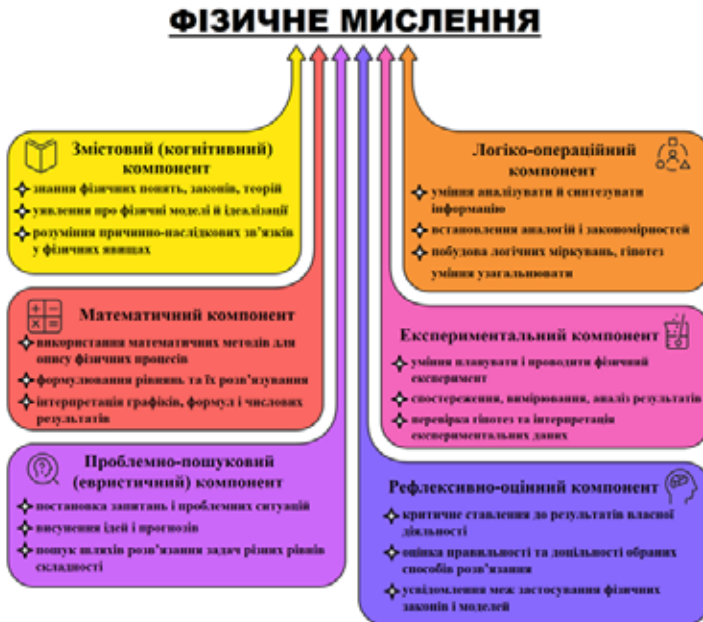 ФІЗИЧНЕ МИСЛЕННЯ
Змістовий (когнітивний)
компонент
знання фізичних понять, законів, теорій
уявлення про фізичні моделі й ідеалізації
розуміння причинно-наслідкових зв'язків
у фізичних явищах
Математичний компонент
використання математичних методів для
опису фізичних процесів
формулювання рівнянь та їх розв'язування
інтерпретація графіків, формул і числових
результатів
Проблемно-пошуковий
(евристичний) компонент
постановка запитань і проблемних ситуацій
висунення ідей і прогнозів
пошук шляхів розв'язання задач різних рівнів
складності
Логіко-операційний
компонент
уміння аналізувати й синтезувати
інформацію
встановлення аналогій і закономірностей
побудова логічних міркувань, гіпотез
уміння узагальнювати
Експериментальний компонент
уміння планувати і проводити фізичний
експеримент
спостереження, вимірювання, аналіз результатів
перевірка гіпотез та інтерпретація
експериментальних даних
Рефлексивно-оцінний компонент
критичне ставлення до результатів власної
діяльності
оцінка правильності та доцільності обраних
способів розв'язання
усвідомлення меж застосування фізичних
законів і моделей